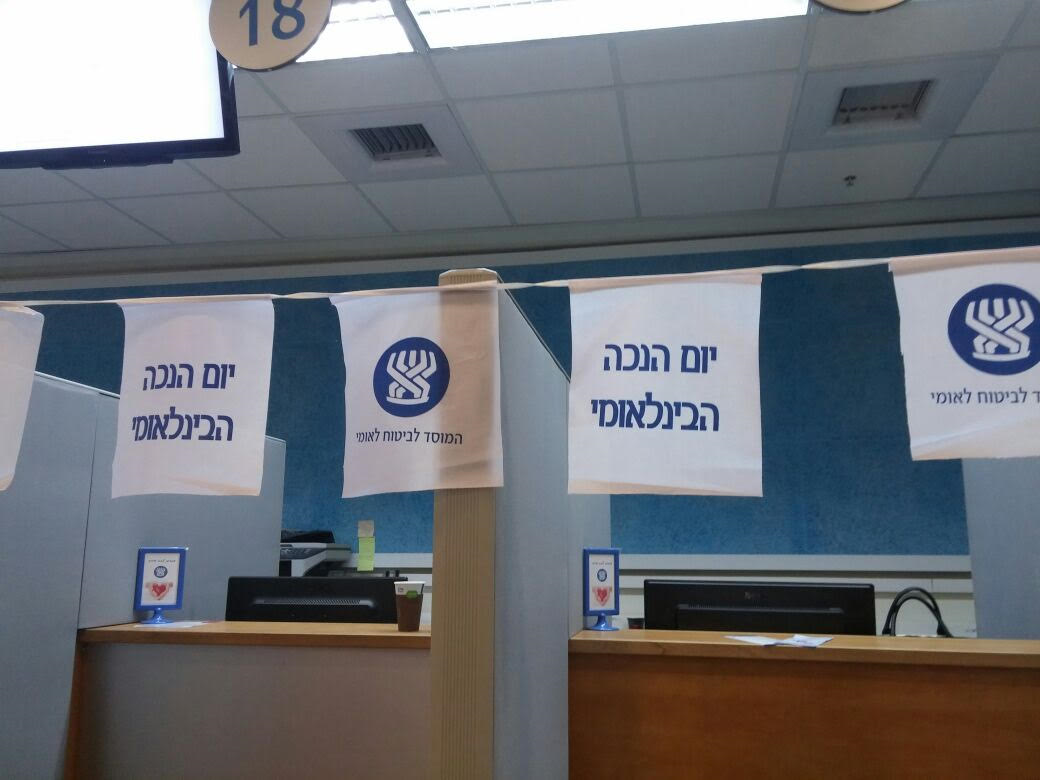 18
יום הנכה
הבינלאומי
המוסד לביטוח לאומי
יום הנכה
הבינלאומי
לביטוח לאומי